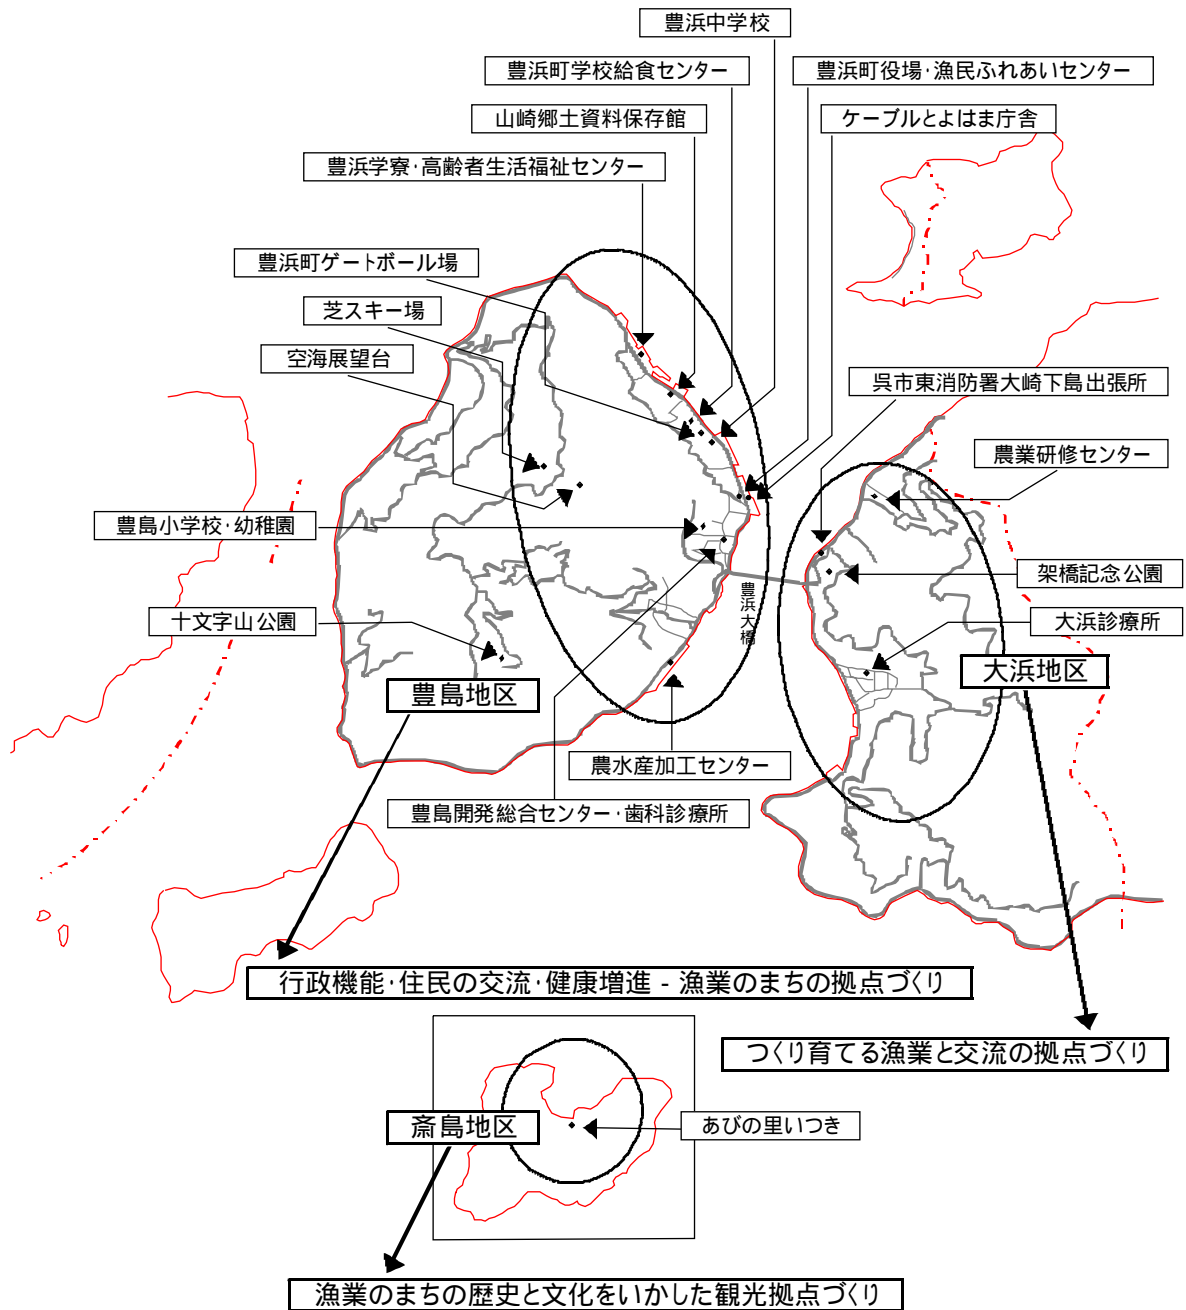 豊浜中学校
豊浜町学校給食センター
豊浜町役場・漁民ふれあいセンター
山崎郷土資料保存館
ケーブルとよはま庁舎
豊浜学寮・高齢者生活福祉センター
豊浜町ゲートボール場
芝スキー場
空海展望台
呉市東消防署大崎下島出張所
農業研修センター
豊島小学校・幼稚園
架橋記念公園
豊浜大橋
十文字山公園
大浜診療所
大浜地区
豊島地区
農水産加工センター
豊島開発総合センター・歯科診療所
行政機能・住民の交流・健康増進 - 漁業のまちの拠点づくり
つくり育てる漁業と交流の拠点づくり
斎島地区
あびの里いつき
漁業のまちの歴史と文化をいかした観光拠点づくり